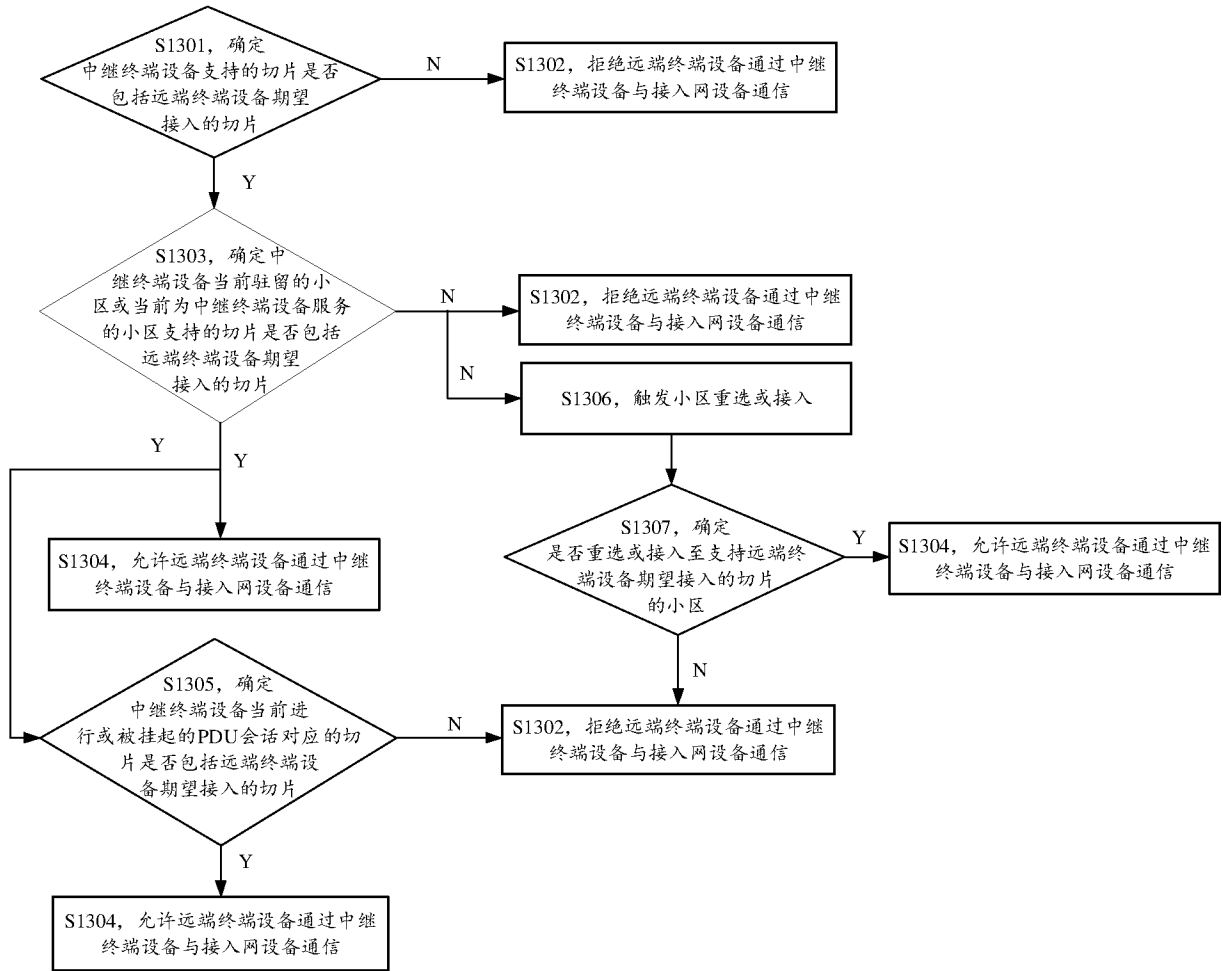 S1301，确定
中继终端设备支持的切片是否
包括远端终端设备期望
接入的切片
N
S1302，拒绝远端终端设备通过中继
终端设备与接入网设备通信
Y
S1303，确定中
继终端设备当前驻留的小
区或当前为中继终端设备服务
的小区支持的切片是否包括
远端终端设备期望
接入的切片
N
S1302，拒绝远端终端设备通过中继
终端设备与接入网设备通信
N
S1306，触发小区重选或接入
Y
Y
S1304，允许远端终端设备通过中继
终端设备与接入网设备通信
S1307，确定
是否重选或接入至支持远端终
端设备期望接入的切片
的小区
Y
S1304，允许远端终端设备通过中继
终端设备与接入网设备通信
N
S1305，确定
中继终端设备当前进
行或被挂起的PDU会话对应的切
片是否包括远端终端设
备期望接入的切片
N
S1302，拒绝远端终端设备通过中继
终端设备与接入网设备通信
Y
S1304，允许远端终端设备通过中继
终端设备与接入网设备通信